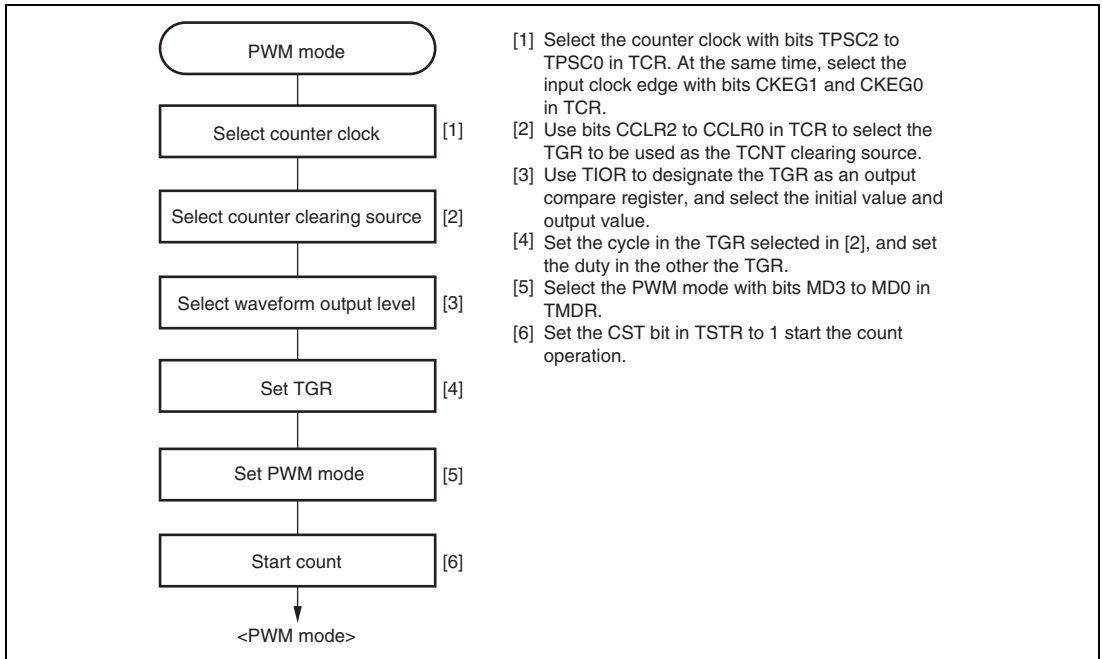 PWM mode
Select counter clock [1]
Select counter clearing source [2]
Select waveform output level [3]
Set TGR [4]
Set PWM mode [5]
Start count [6]
<PWM mode>
[1] Select the counter clock with bits TPSC2 to
TPSC0 in TCR. At the same time, select the
input clock edge with bits CKEG1 and CKEG0
in TCR.
[2] Use bits CCLR2 to CCLR0 in TCR to select the
TGR to be used as the TCNT clearing source.
[3] Use TIOR to designate the TGR as an output
compare register, and select the initial value and
output value.
[4] Set the cycle in the TGR selected in [2], and set
the duty in the other the TGR.
[5] Select the PWM mode with bits MD3 to MD0 in
TMDR.
[6] Set the CST bit in TSTR to 1 start the count
operation.